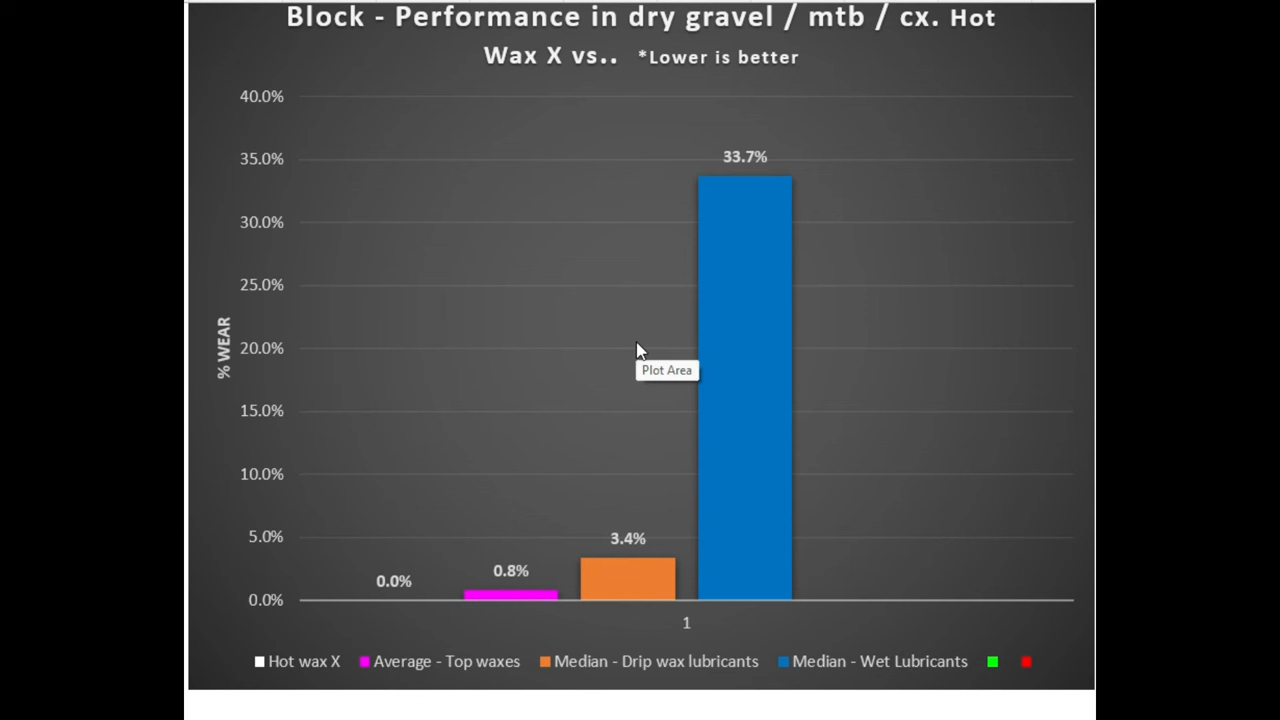 Block - Performance in dry gravel / mtb / cx. Hot
Wax X vs.. *Lower is better
40.0%
35.0%
30.0%
25.0%
20.0%
15.0%
10.0%
5.0%
0.0%
% WEAR
0.0%
0.8%
3.4%
33.7%
Plot Area
1
Hot wax X Average - Top waxes Median - Drip wax lubricants Median - Wet Lubricants